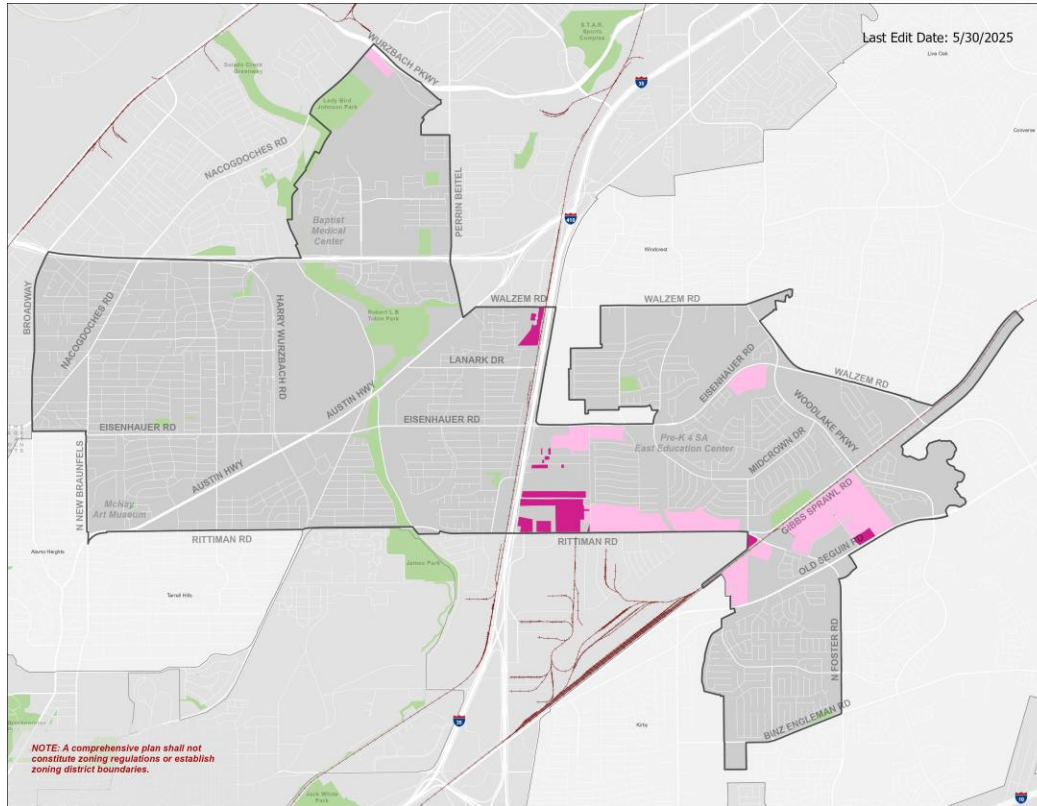 S.T.A.R.
Sports
Complex
Last Edit Date: 5/30/2025
Live Oak
WURZBACH PKWY
Salado Creek
Greenway
35
Lady Bird
Johnson Park
Converse
NACOGDOCHES RD
PERRIN BEITEL
410
Baptist
Medical
Center
Windcrest
BROADWAY
NACOGDOCHES RD
HARRY WURZBACH RD
WALZEM RD
WALZEM RD
Robert L B
Tobin Park
LANARK DR
EISENHAUER RD
WALZEM RD
AUSTIN HWY
WOODLAKE PKWY
EISENHAUER RD
EISENHAUER RD
Pre-K 4 SA
East Education Center
MIDCROWN DR
N NEW BRAUNFELS
AUSTIN HWY
McNay
Art Museum
GIBBS SPRAWL RD
RITTIMAN RD
RITTIMAN RD
OLD SEGUIN RD
Alamo Heights
James Park
Terrell Hills
N FOSTER RD
BINZ ENGLEMAN RD
Kirby
35
NOTE: A comprehensive plan shall not
constitute zoning regulations or establish
zoning district boundaries.
Jack White
Park
10